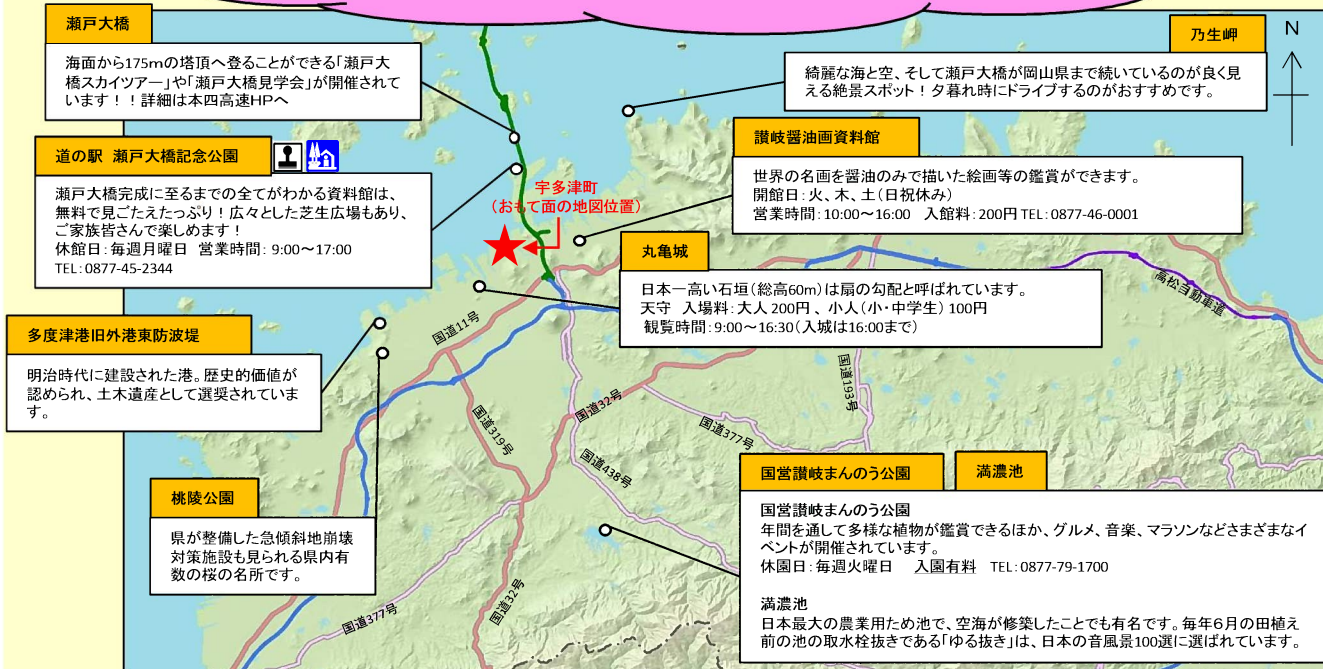 瀬戸大橋
海面から175mの塔頂へ登ることができる「瀬戸大
橋スカイツアー」や「瀬戸大橋見学会」が開催されて
います！！詳細は本四高速HPへ
乃生岬
N
綺麗な海と空、そして瀬戸大橋が岡山県まで続いているのが良く見
える絶景スポット！夕暮れ時にドライブするのがおすすめです。
道の駅 瀬戸大橋記念公園
瀬戸大橋完成に至るまでの全てがわかる資料館は、
無料で見ごたえたっぷり！広々とした芝生広場もあり、
ご家族皆さんで楽しめます！
休館日：毎週月曜日 営業時間：9:00～17:00
TEL：0877-45-2344
讃岐醤油画資料館
世界の名画を醤油のみで描いた絵画等の鑑賞ができます。
開館日：火、木、土（日祝休み）
営業時間：10:00～16:00 入館料：200円 TEL：0877-46-0001
宇多津町
（おもて面の地図位置）
丸亀城
日本一高い石垣（総高60m）は扇の勾配と呼ばれています。
天守 入場料：大人200円、小人（小・中学生）100円
観覧時間：9:00～16:30（入城は16:00まで）
高松自動車道
多度津港旧外港東防波堤
明治時代に建設された港。歴史的価値が
認められ、土木遺産として選奨されていま
す。
国道11号
国道193号
国道32号
国道319号
国道377号
国道438号
桃陵公園
県が整備した急傾斜地崩壊
対策施設も見られる県内有
数の桜の名所です。
国道377号
国道32号
国営讃岐まんのう公園
満濃池
国営讃岐まんのう公園
年間を通して多様な植物が鑑賞できるほか、グルメ、音楽、マラソンなどさまざまなイ
ベントが開催されています。
休園日：毎週火曜日 入園有料 TEL：0877-79-1700
満濃池
日本最大の農業用ため池で、空海が修築したことでも有名です。毎年6月の田植え
前の池の取水栓抜きである「ゆる抜き」は、日本の音風景100選に選ばれています。